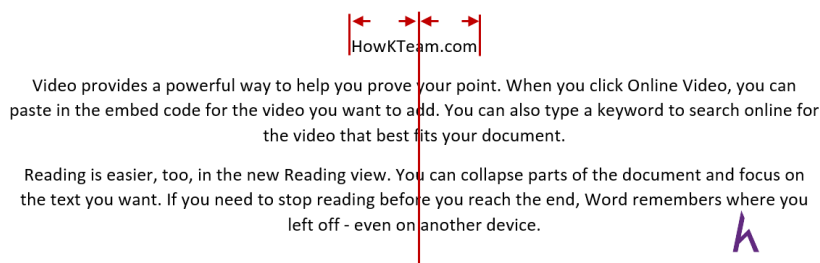 HowKTeam.com
Video provides a powerful way to help you prove your point. When you click Online Video, you can
paste in the embed code for the video you want to add. You can also type a keyword to search online for
the video that best fits your document.
Reading is easier, too, in the new Reading view. You can collapse parts of the document and focus on
the text you want. If you need to stop reading before you reach the end, Word remembers where you
left off - even on another device.